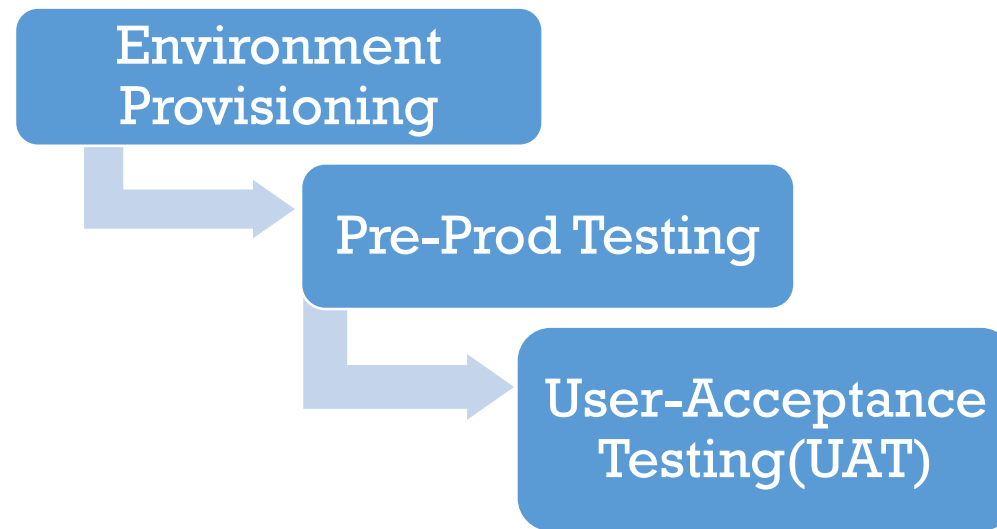 Environment
Provisioning
Pre-Prod Testing
User-Acceptance
Testing(UAT)